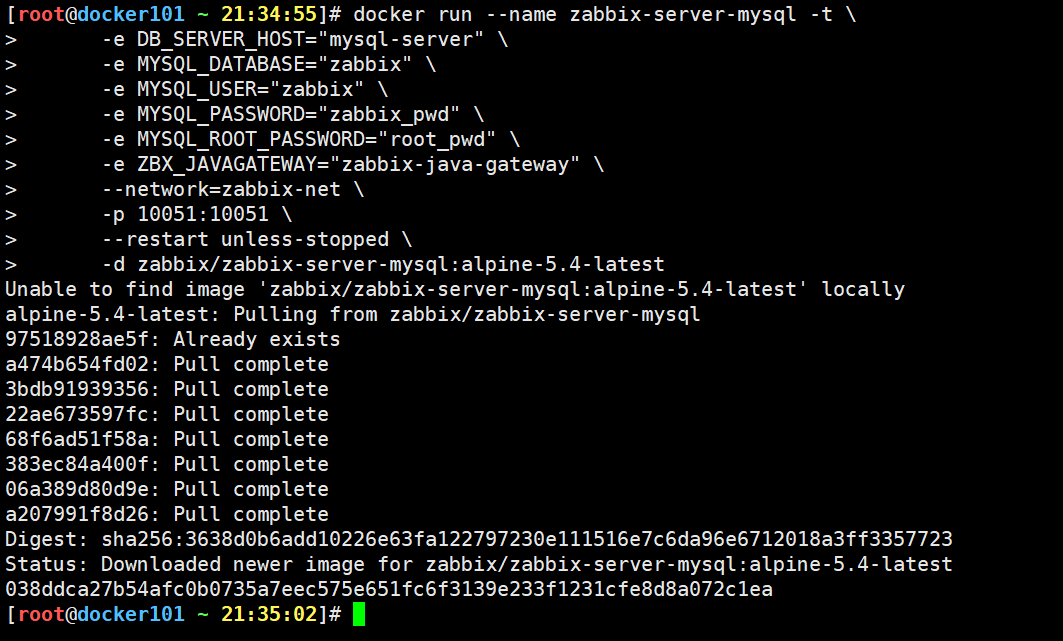 [root@docker101 ~ 21:34:55]# docker run --name zabbix-server-mysql -t \
>       -e DB_SERVER_HOST="mysql-server" \
>       -e MYSQL_DATABASE="zabbix" \
>       -e MYSQL_USER="zabbix" \
>       -e MYSQL_PASSWORD="zabbix_pwd" \
>       -e MYSQL_ROOT_PASSWORD="root_pwd" \
>       -e ZBX_JAVAGATEWAY="zabbix-java-gateway" \
>       --network=zabbix-net \
>       -p 10051:10051 \
>       --restart unless-stopped \
>       -d zabbix/zabbix-server-mysql:alpine-5.4-latest
Unable to find image 'zabbix/zabbix-server-mysql:alpine-5.4-latest' locally
alpine-5.4-latest: Pulling from zabbix/zabbix-server-mysql
97518928ae5f: Already exists
a474b654fd02: Pull complete
3bdb91939356: Pull complete
22ae673597fc: Pull complete
68f6ad51f58a: Pull complete
383ec84a400f: Pull complete
06a389d80d9e: Pull complete
a207991f8d26: Pull complete
Digest: sha256:3638d0b6add10226e63fa122797230e111516e7c6da96e6712018a3ff3357723
Status: Downloaded newer image for zabbix/zabbix-server-mysql:alpine-5.4-latest
038ddca27b54afc0b0735a7eec575e651fc6f3139e233f1231cfe8d8a072c1ea
[root@docker101 ~ 21:35:02]#